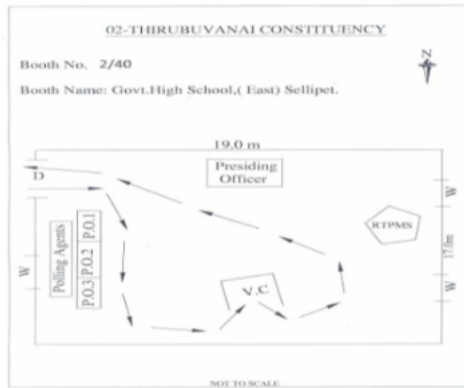 02-THIRUBUVANAI CONSTITUENCY
Booth No. 2/40
N
Booth Name: Govt.High School,( East) Sellipet.
19.0 m
Presiding
Officer
D
W
RTPMS
Polling Agents
P.O.1
P.O.2
P.O.3
W
17.0m
V.C
W
NOT TO SCALE